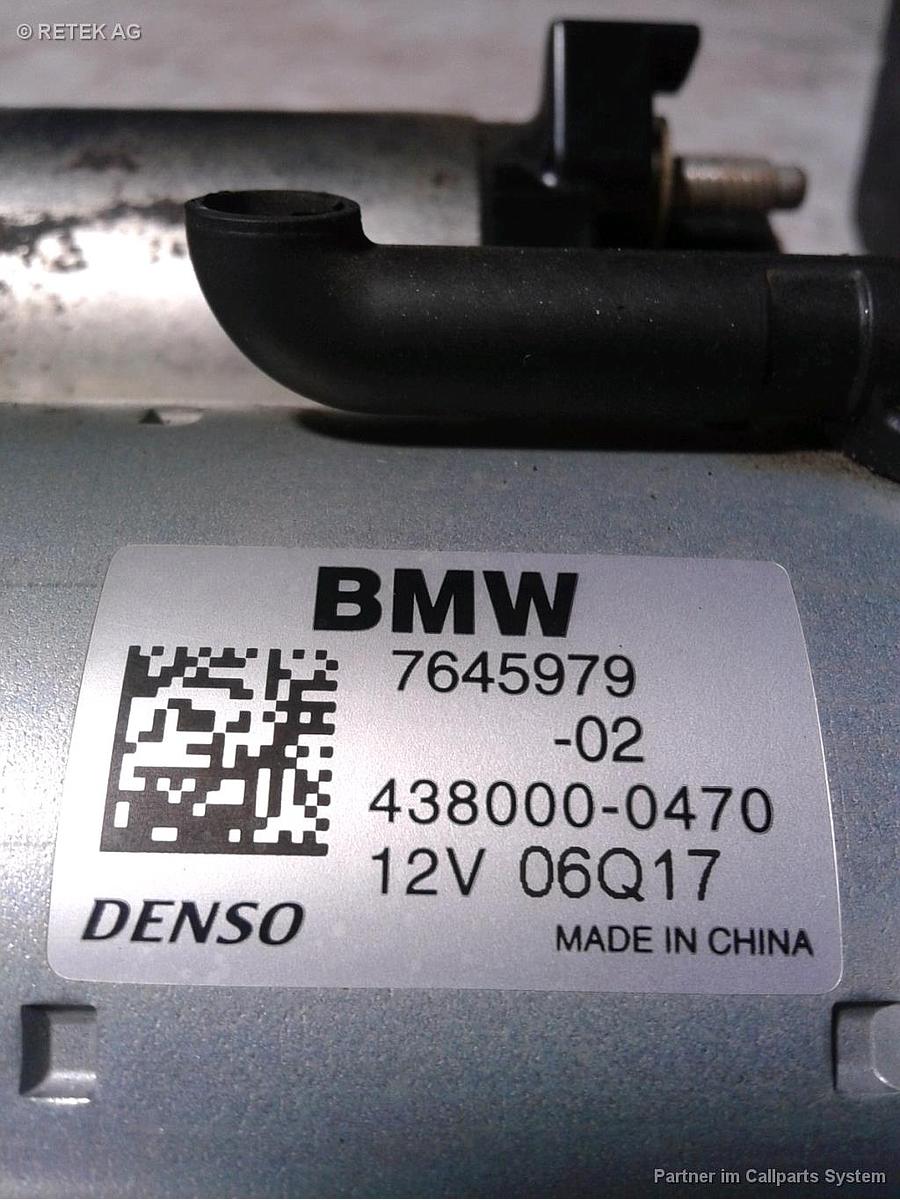 © RETEK AG
BMW
7645979
-02
438000-0470
12V 06Q17
DENSO
MADE IN CHINA
Partner im Callparts System